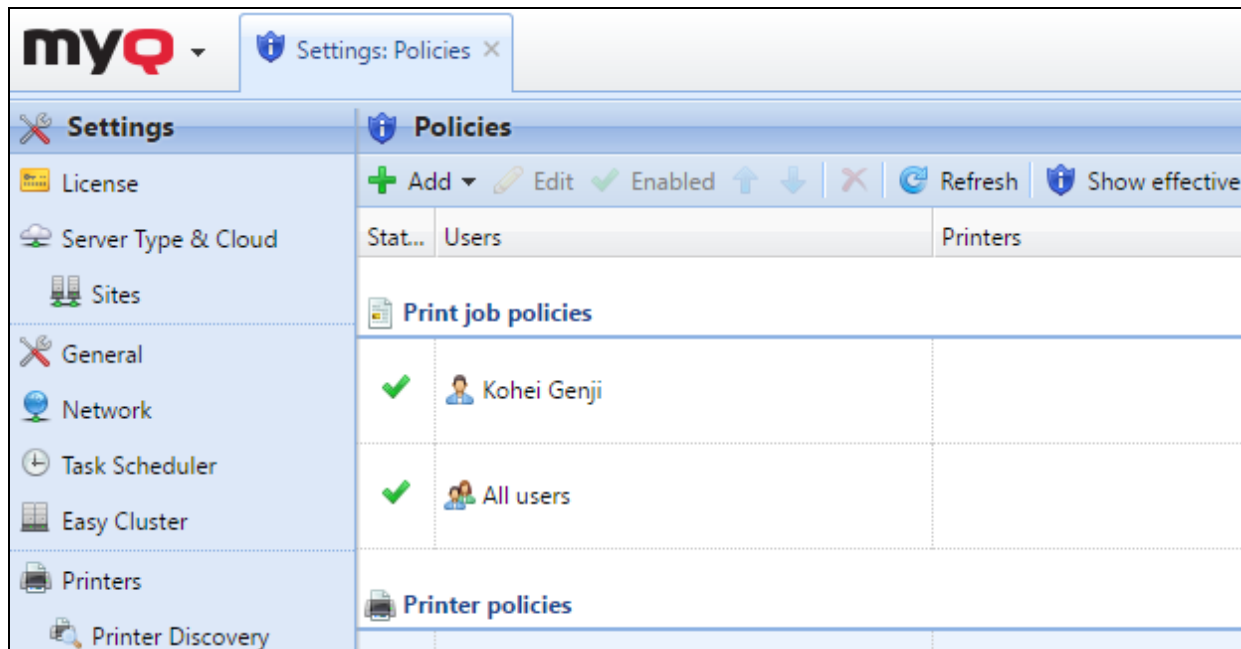 myQ
Settings: Policies
Settings
Policies
License
Add Edit Enabled Refresh Show effective
Server Type & Cloud
Stat... Users Printers
Sites
Print job policies
General
Kohei Genji
Network
Task Scheduler
All users
Easy Cluster
Printers
Printer policies
Printer Discovery